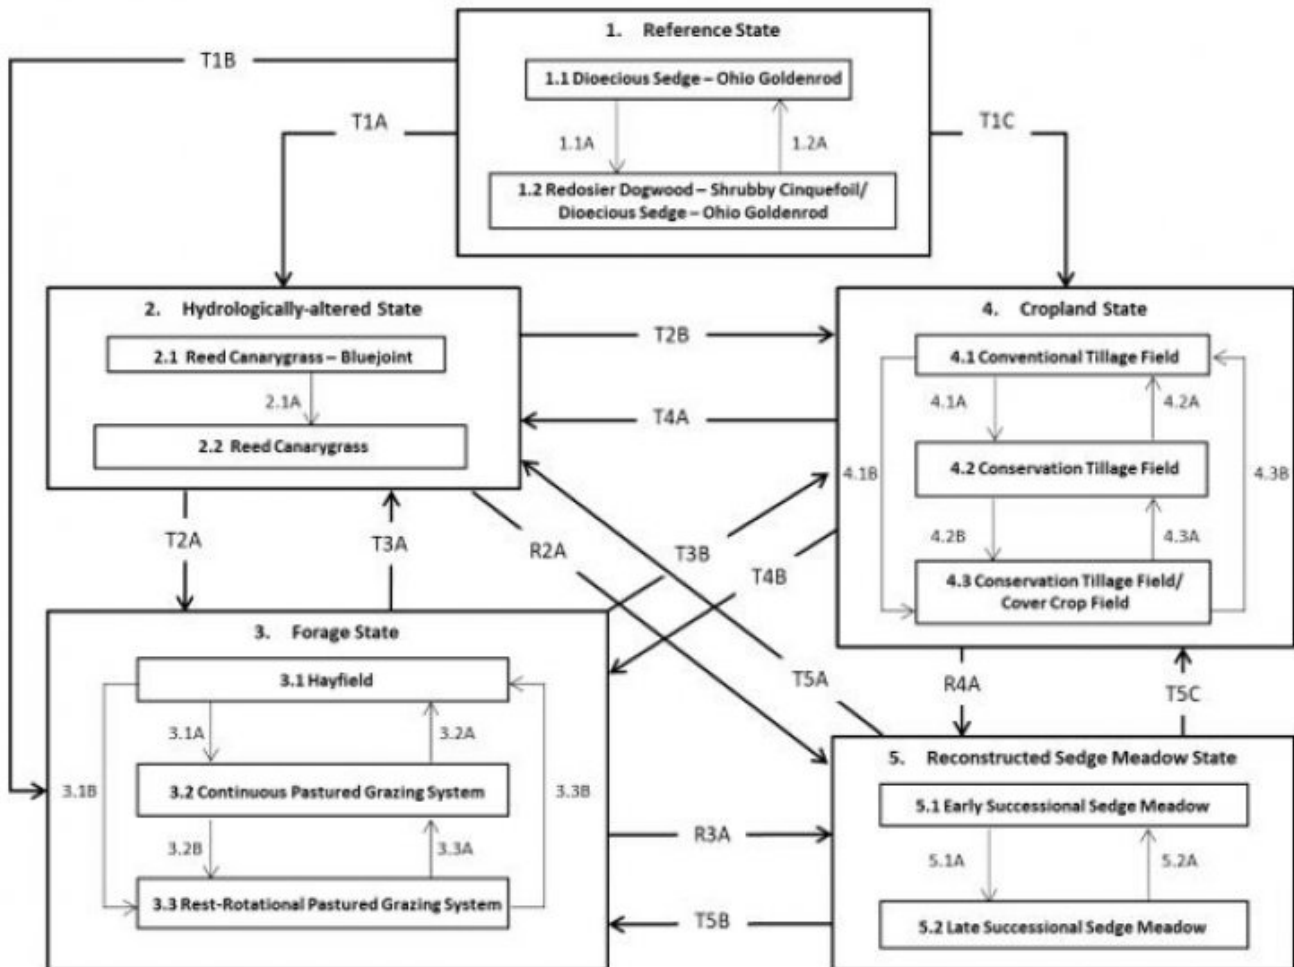 1. Reference State
T1B
1.1 Dioecious Sedge – Ohio Goldenrod
T1A
T1C
1.1A
1.2A
1.2 Redosier Dogwood – Shrubby Cinquefoil/
Dioecious Sedge – Ohio Goldenrod
2. Hydrologically-altered State
2.1 Reed Canarygrass – Bluejoint
2.1A
2.2 Reed Canarygrass
T2B
T4A
4. Cropland State
4.1 Conventional Tillage Field
4.1A
4.2A
4.2 Conservation Tillage Field
4.1B
4.3B
4.2B
4.3A
4.3 Conservation Tillage Field/
Cover Crop Field
T2A
T3A
R2A
T3B
T4B
3. Forage State
3.1 Hayfield
3.1A
3.2A
3.2 Continuous Pastured Grazing System
3.1B
3.3B
3.2B
3.3A
3.3 Rest-Rotational Pastured Grazing System
T5A
R4A
T5C
R3A
T5B
5. Reconstructed Sedge Meadow State
5.1 Early Successional Sedge Meadow
5.1A
5.2A
5.2 Late Successional Sedge Meadow